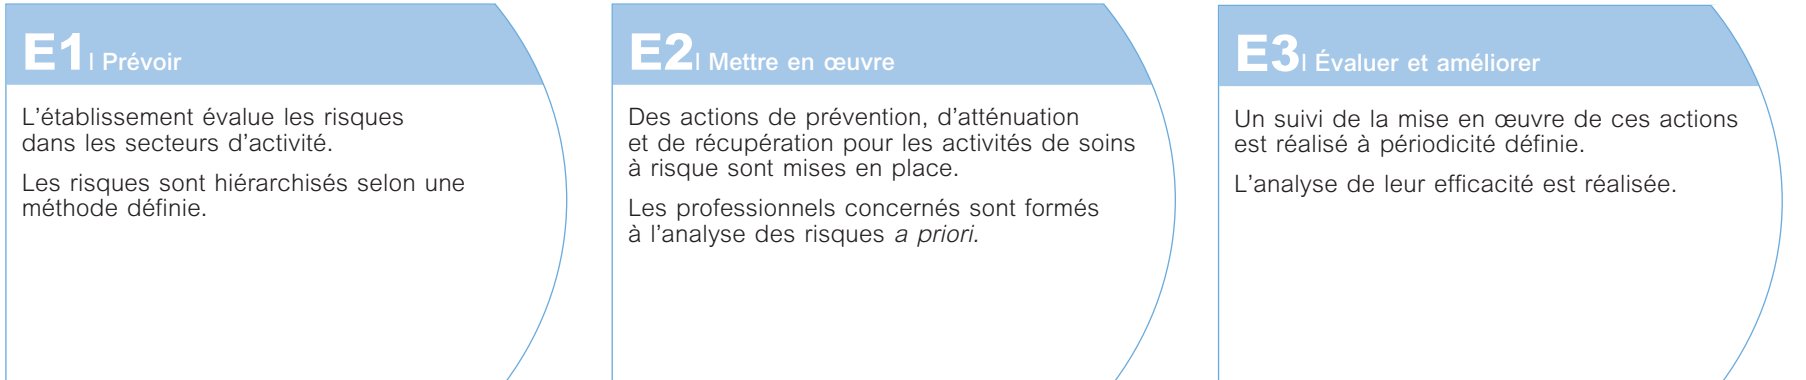 E1 | Prévoir
L’établissement évalue les risques
dans les secteurs d’activité.
Les risques sont hiérarchisés selon une
méthode définie.
E2 | Mettre en œuvre
Des actions de prévention, d’atténuation
et de récupération pour les activités de soins
à risque sont mises en place.
Les professionnels concernés sont formés
à l’analyse des risques a priori.
E3 | Évaluer et améliorer
Un suivi de la mise en œuvre de ces actions
est réalisé à périodicité définie.
L’analyse de leur efficacité est réalisée.